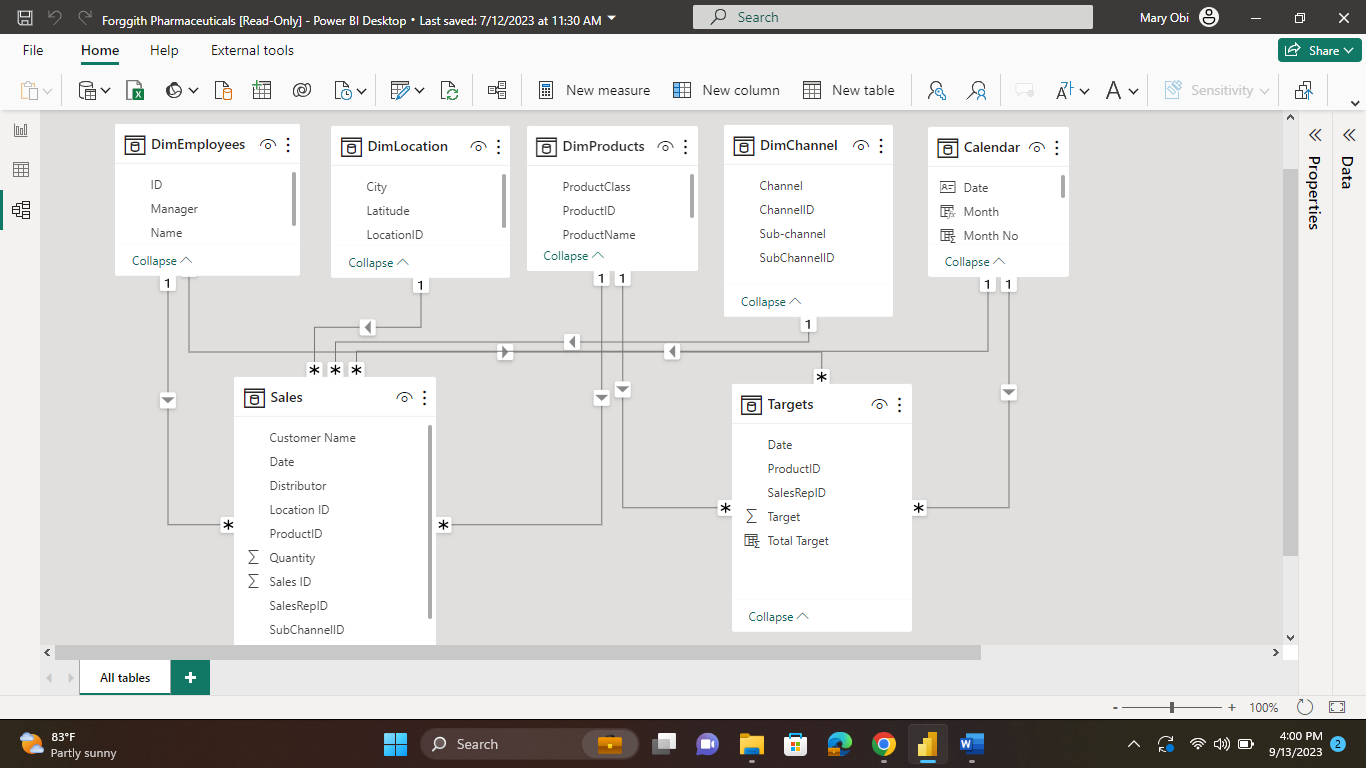 Forggith Pharmaceuticals [Read-Only] - Power BI Desktop • Last saved: 7/12/2023 at 11:30 AM
Search
Mary Obi
File
Home
Help
External tools
Share
New measure
New column
New table
Sensitivity
DimEmployees
ID
Manager
Name
Collapse
DimLocation
City
Latitude
LocationID
Collapse
DimProducts
ProductClass
ProductID
ProductName
Collapse
DimChannel
Channel
ChannelID
Sub-channel
SubChannelID
Collapse
Calendar
Date
Month
Month No
Collapse
1
1
1
1
1
1
1
*
*
*
*
Sales
Customer Name
Date
Distributor
Location ID
ProductID
Quantity
Sales ID
SalesRepID
SubChannelID
*
*
Targets
Date
ProductID
SalesRepID
Target
Total Target
Collapse
*
*
Properties
Data
All tables
+
- + 100%
83°F
Partly sunny
Search
4:00 PM
9/13/2023
2